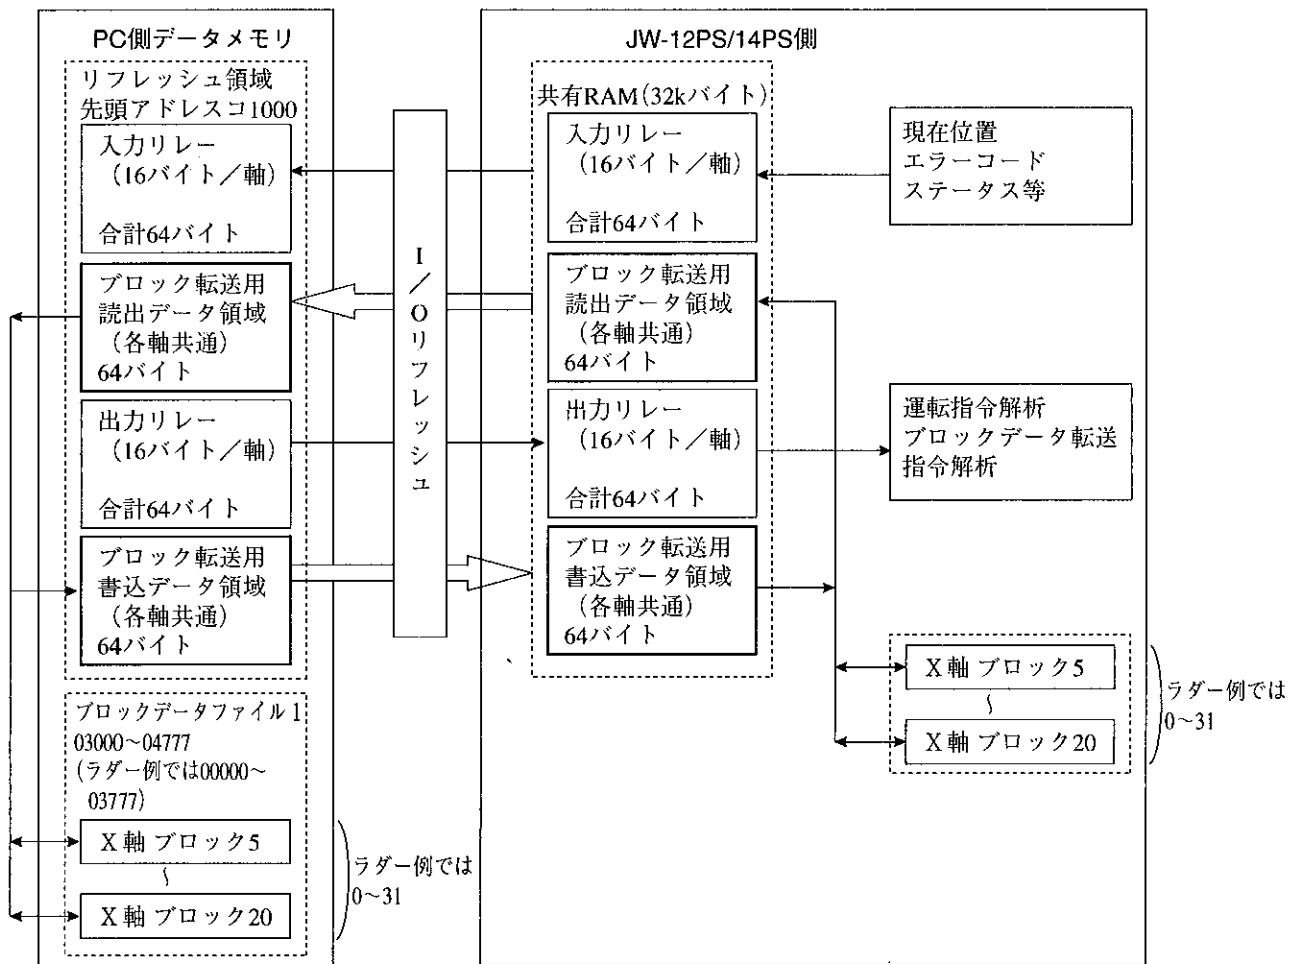 PC側データメモリ
リフレッシュ領域
先頭アドレスコ1000
入力リレー
(16バイト／軸)
合計64バイト
ブロック転送用
読出データ領域
(各軸共通)
64バイト
出力リレー
(16バイト／軸)
合計64バイト
ブロック転送用
書込データ領域
(各軸共通)
64バイト
ブロックデータファイル1
03000～04777
(ラダー例では00000～
03777)
X軸 ブロック5
～
X軸 ブロック20
ラダー例では
0～31
I／Oリフレッシュ
JW-12PS/14PS側
共有RAM(32kバイト)
入力リレー
(16バイト／軸)
合計64バイト
ブロック転送用
読出データ領域
(各軸共通)
64バイト
出力リレー
(16バイト／軸)
合計64バイト
ブロック転送用
書込データ領域
(各軸共通)
64バイト
現在位置
エラーコード
ステータス等
運転指令解析
ブロックデータ転送
指令解析
X軸 ブロック5
～
X軸 ブロック20
ラダー例では
0～31